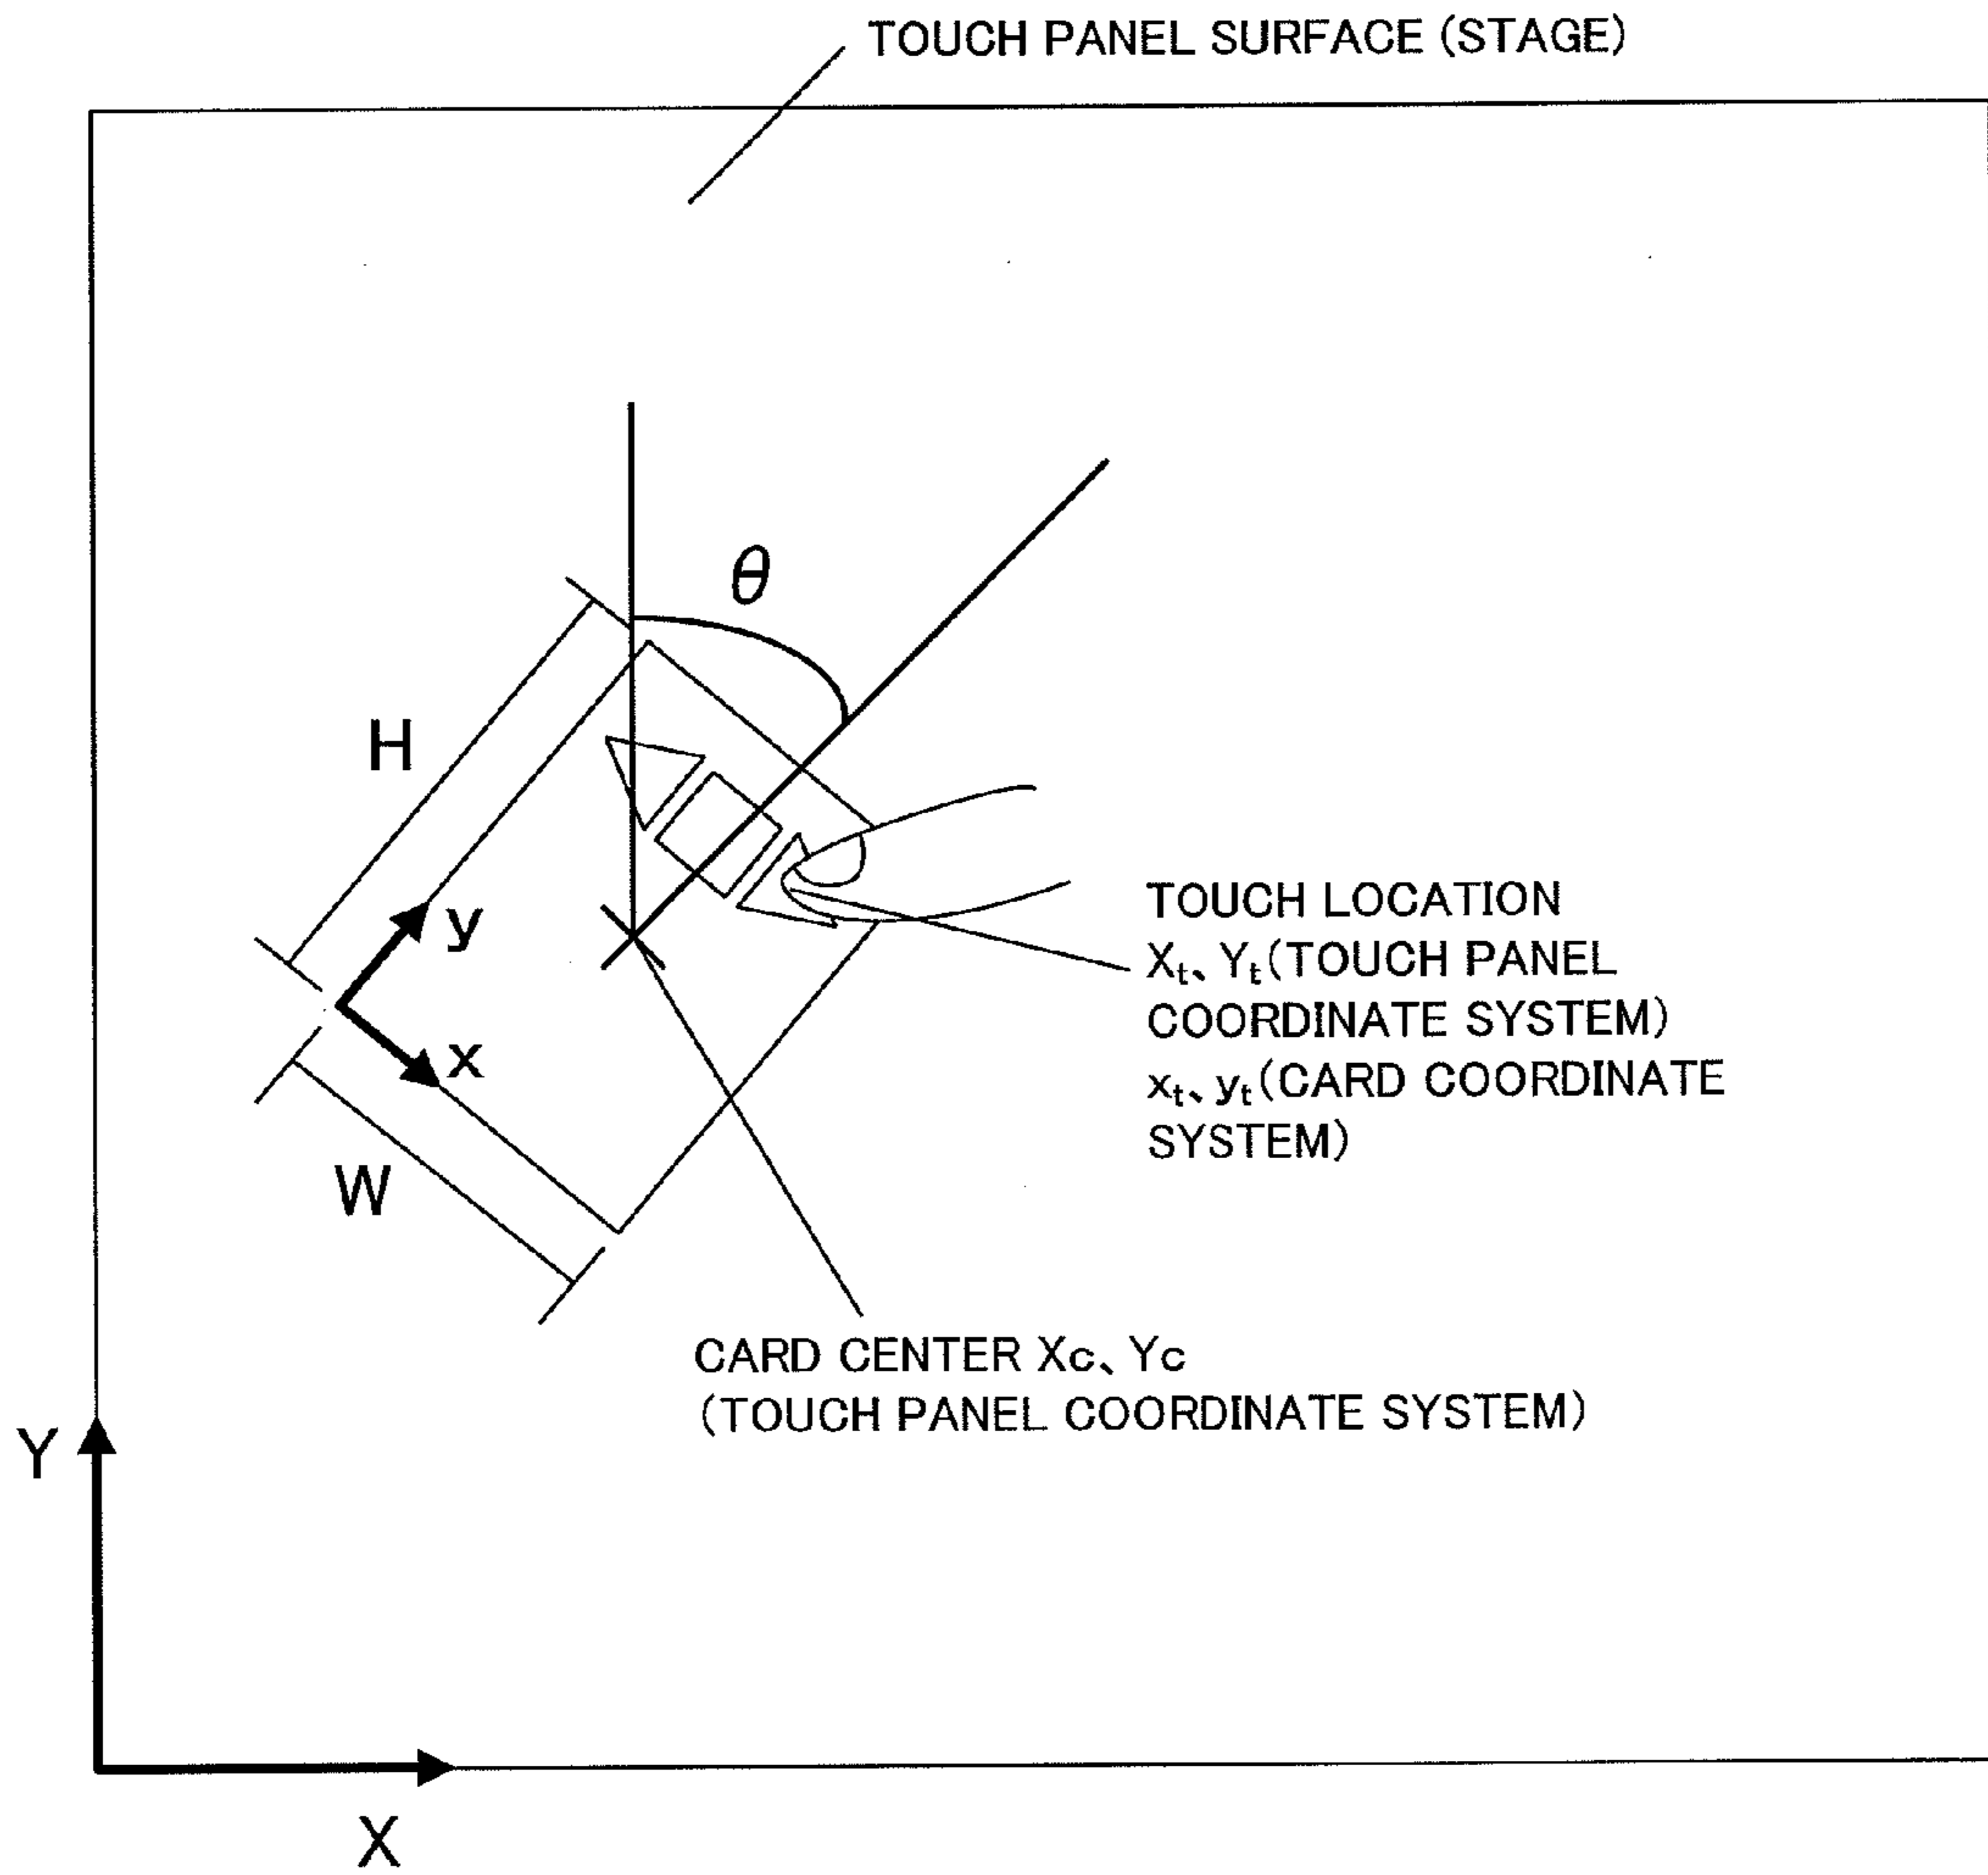 TOUCH PANEL SURFACE (STAGE)
θ
H
y
x
W
TOUCH LOCATION
Xt、Yt(TOUCH PANEL
COORDINATE SYSTEM)
xt、yt(CARD COORDINATE
SYSTEM)
CARD CENTER Xc、Yc
(TOUCH PANEL COORDINATE SYSTEM)
Y
X